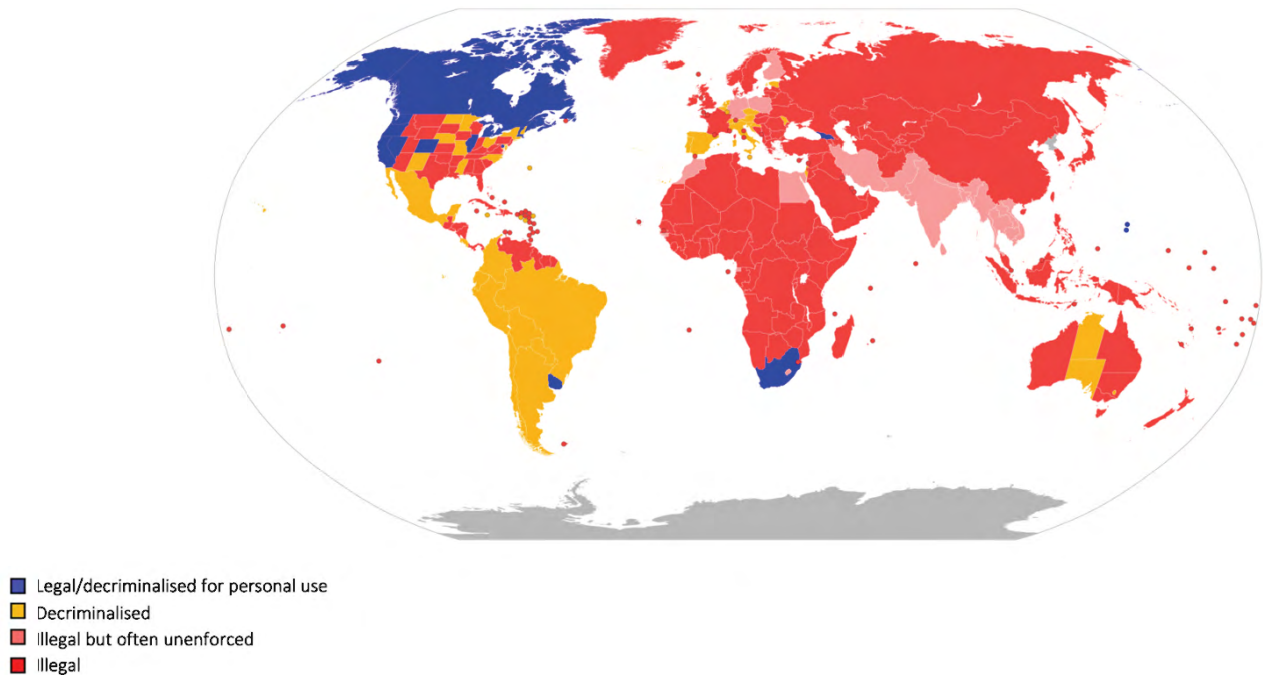 Legal/decriminalised for personal use
Decriminalised
Illegal but often unenforced
Illegal